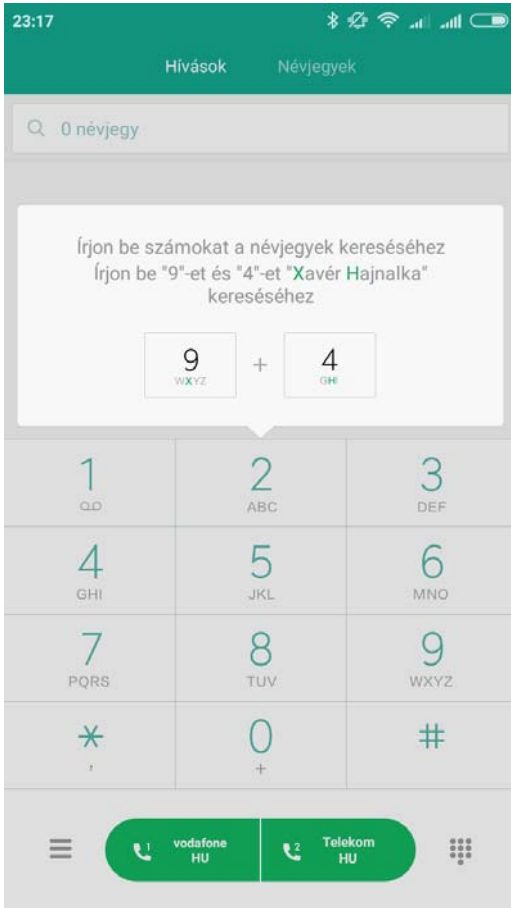 23:17
Hívások Névjegyek
0 névjegy
Írjon be számokat a névjegyek kereséséhez
Írjon be "9"-et és "4"-et "Xavér Hajnalka"
kereséséhez
9 + 4
WXYZ GHI
1 2 3
ABC DEF
4 5 6
GHI JKL MNO
7 8 9
PQRS TUV WXYZ
* 0 #
, +
1 vodafone 2 Telekom
HU HU